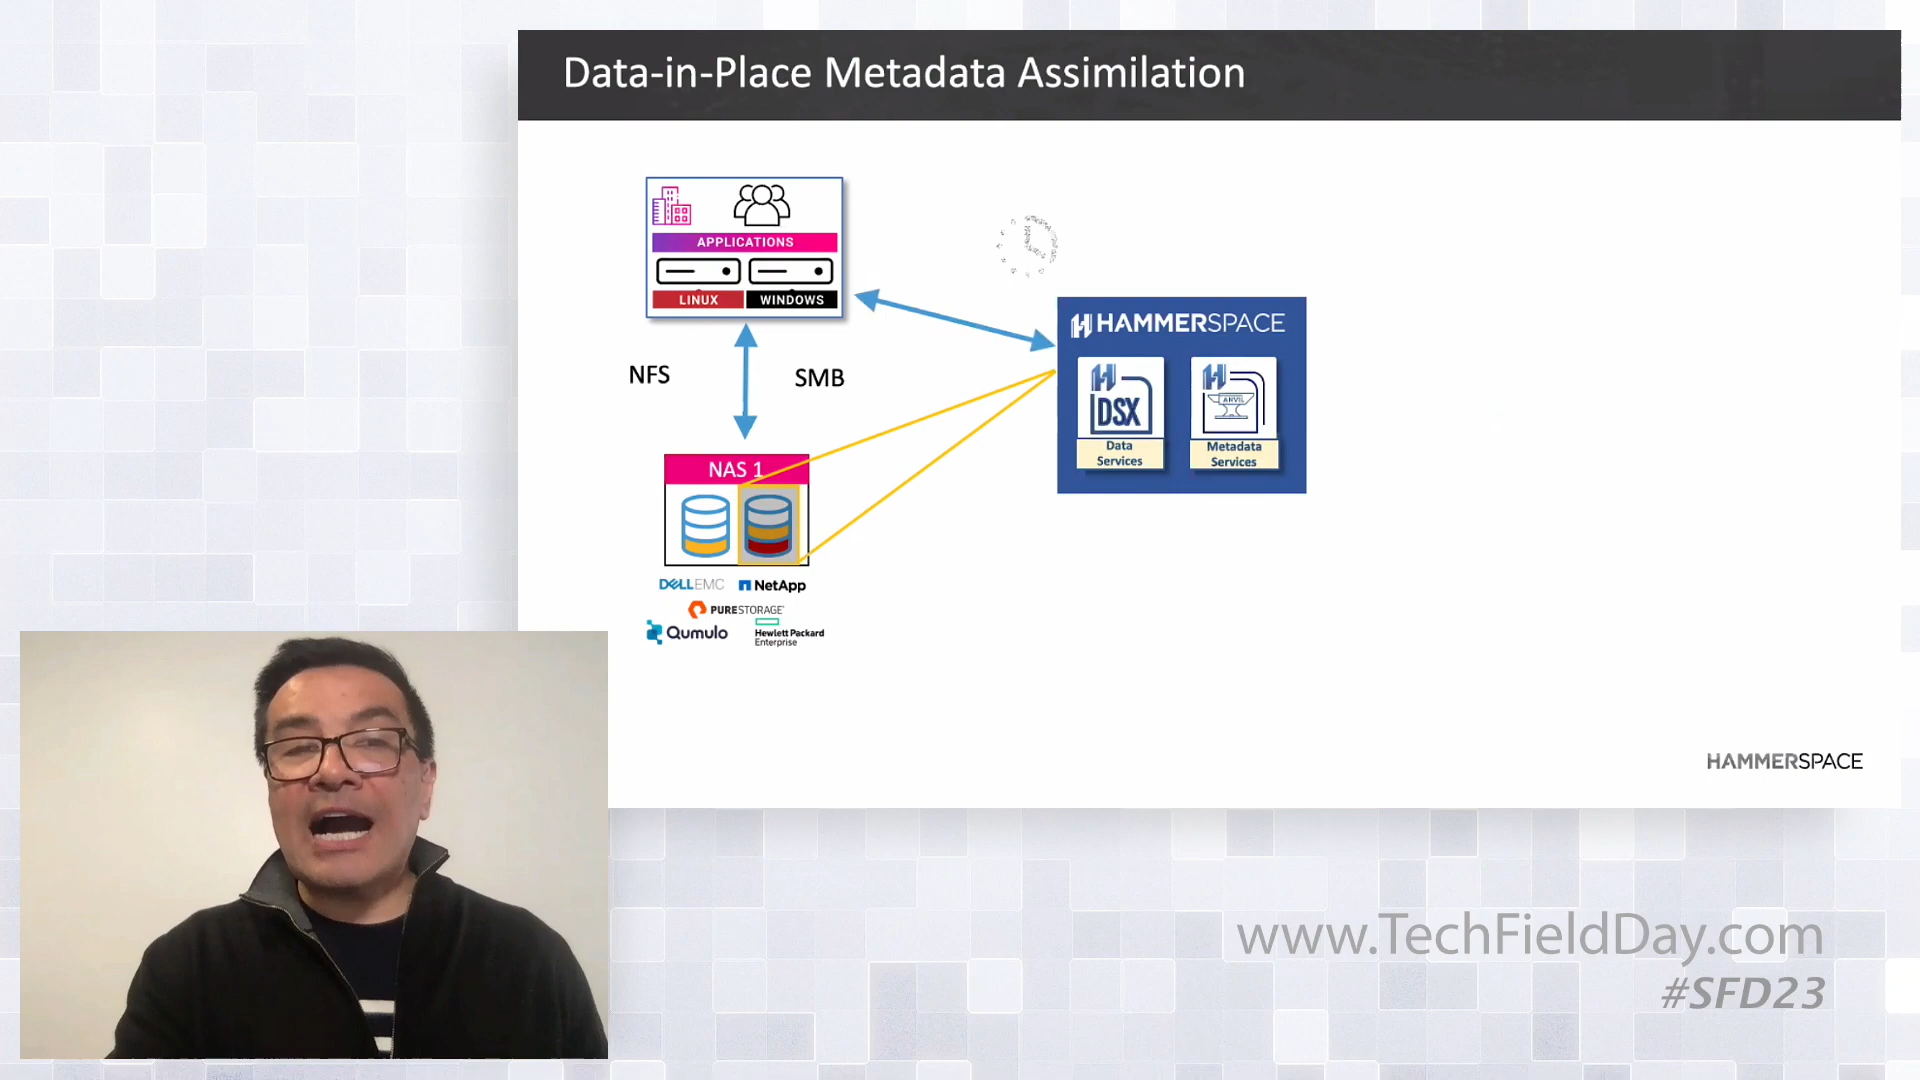 Data-in-Place Metadata Assimilation
APPLICATIONS
LINUX
WINDOWS
NFS
SMB
HAMMERSPACE
DSX
ANVIL
Data
Services
Metadata
Services
NAS 1
DELLEMC
NetApp
PURESTORAGE
Qumulo
Hewlett Packard
Enterprise
HAMMERSPACE
www.TechFieldDay.com
#SFD23